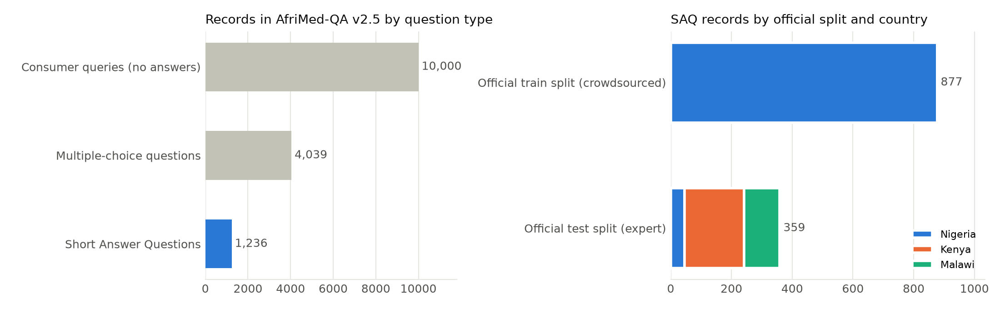 Records in AfriMed-QA v2.5 by question type
Consumer queries (no answers)
10,000
Multiple-choice questions
4,039
Short Answer Questions
1,236
0 2000 4000 6000 8000 10000
SAQ records by official split and country
Official train split (crowdsourced)
877
Official test split (expert)
359
Nigeria
Kenya
Malawi
0 200 400 600 800 1000